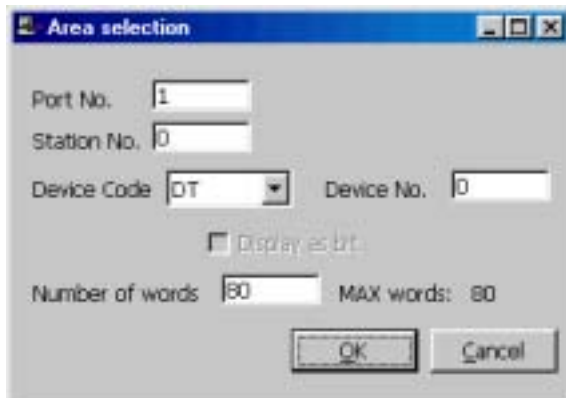 Area selection
Port No. 1
Station No. 0
Device Code DT Device No. 0
Display as bit
Number of words 80 MAX words: 80
OK Cancel